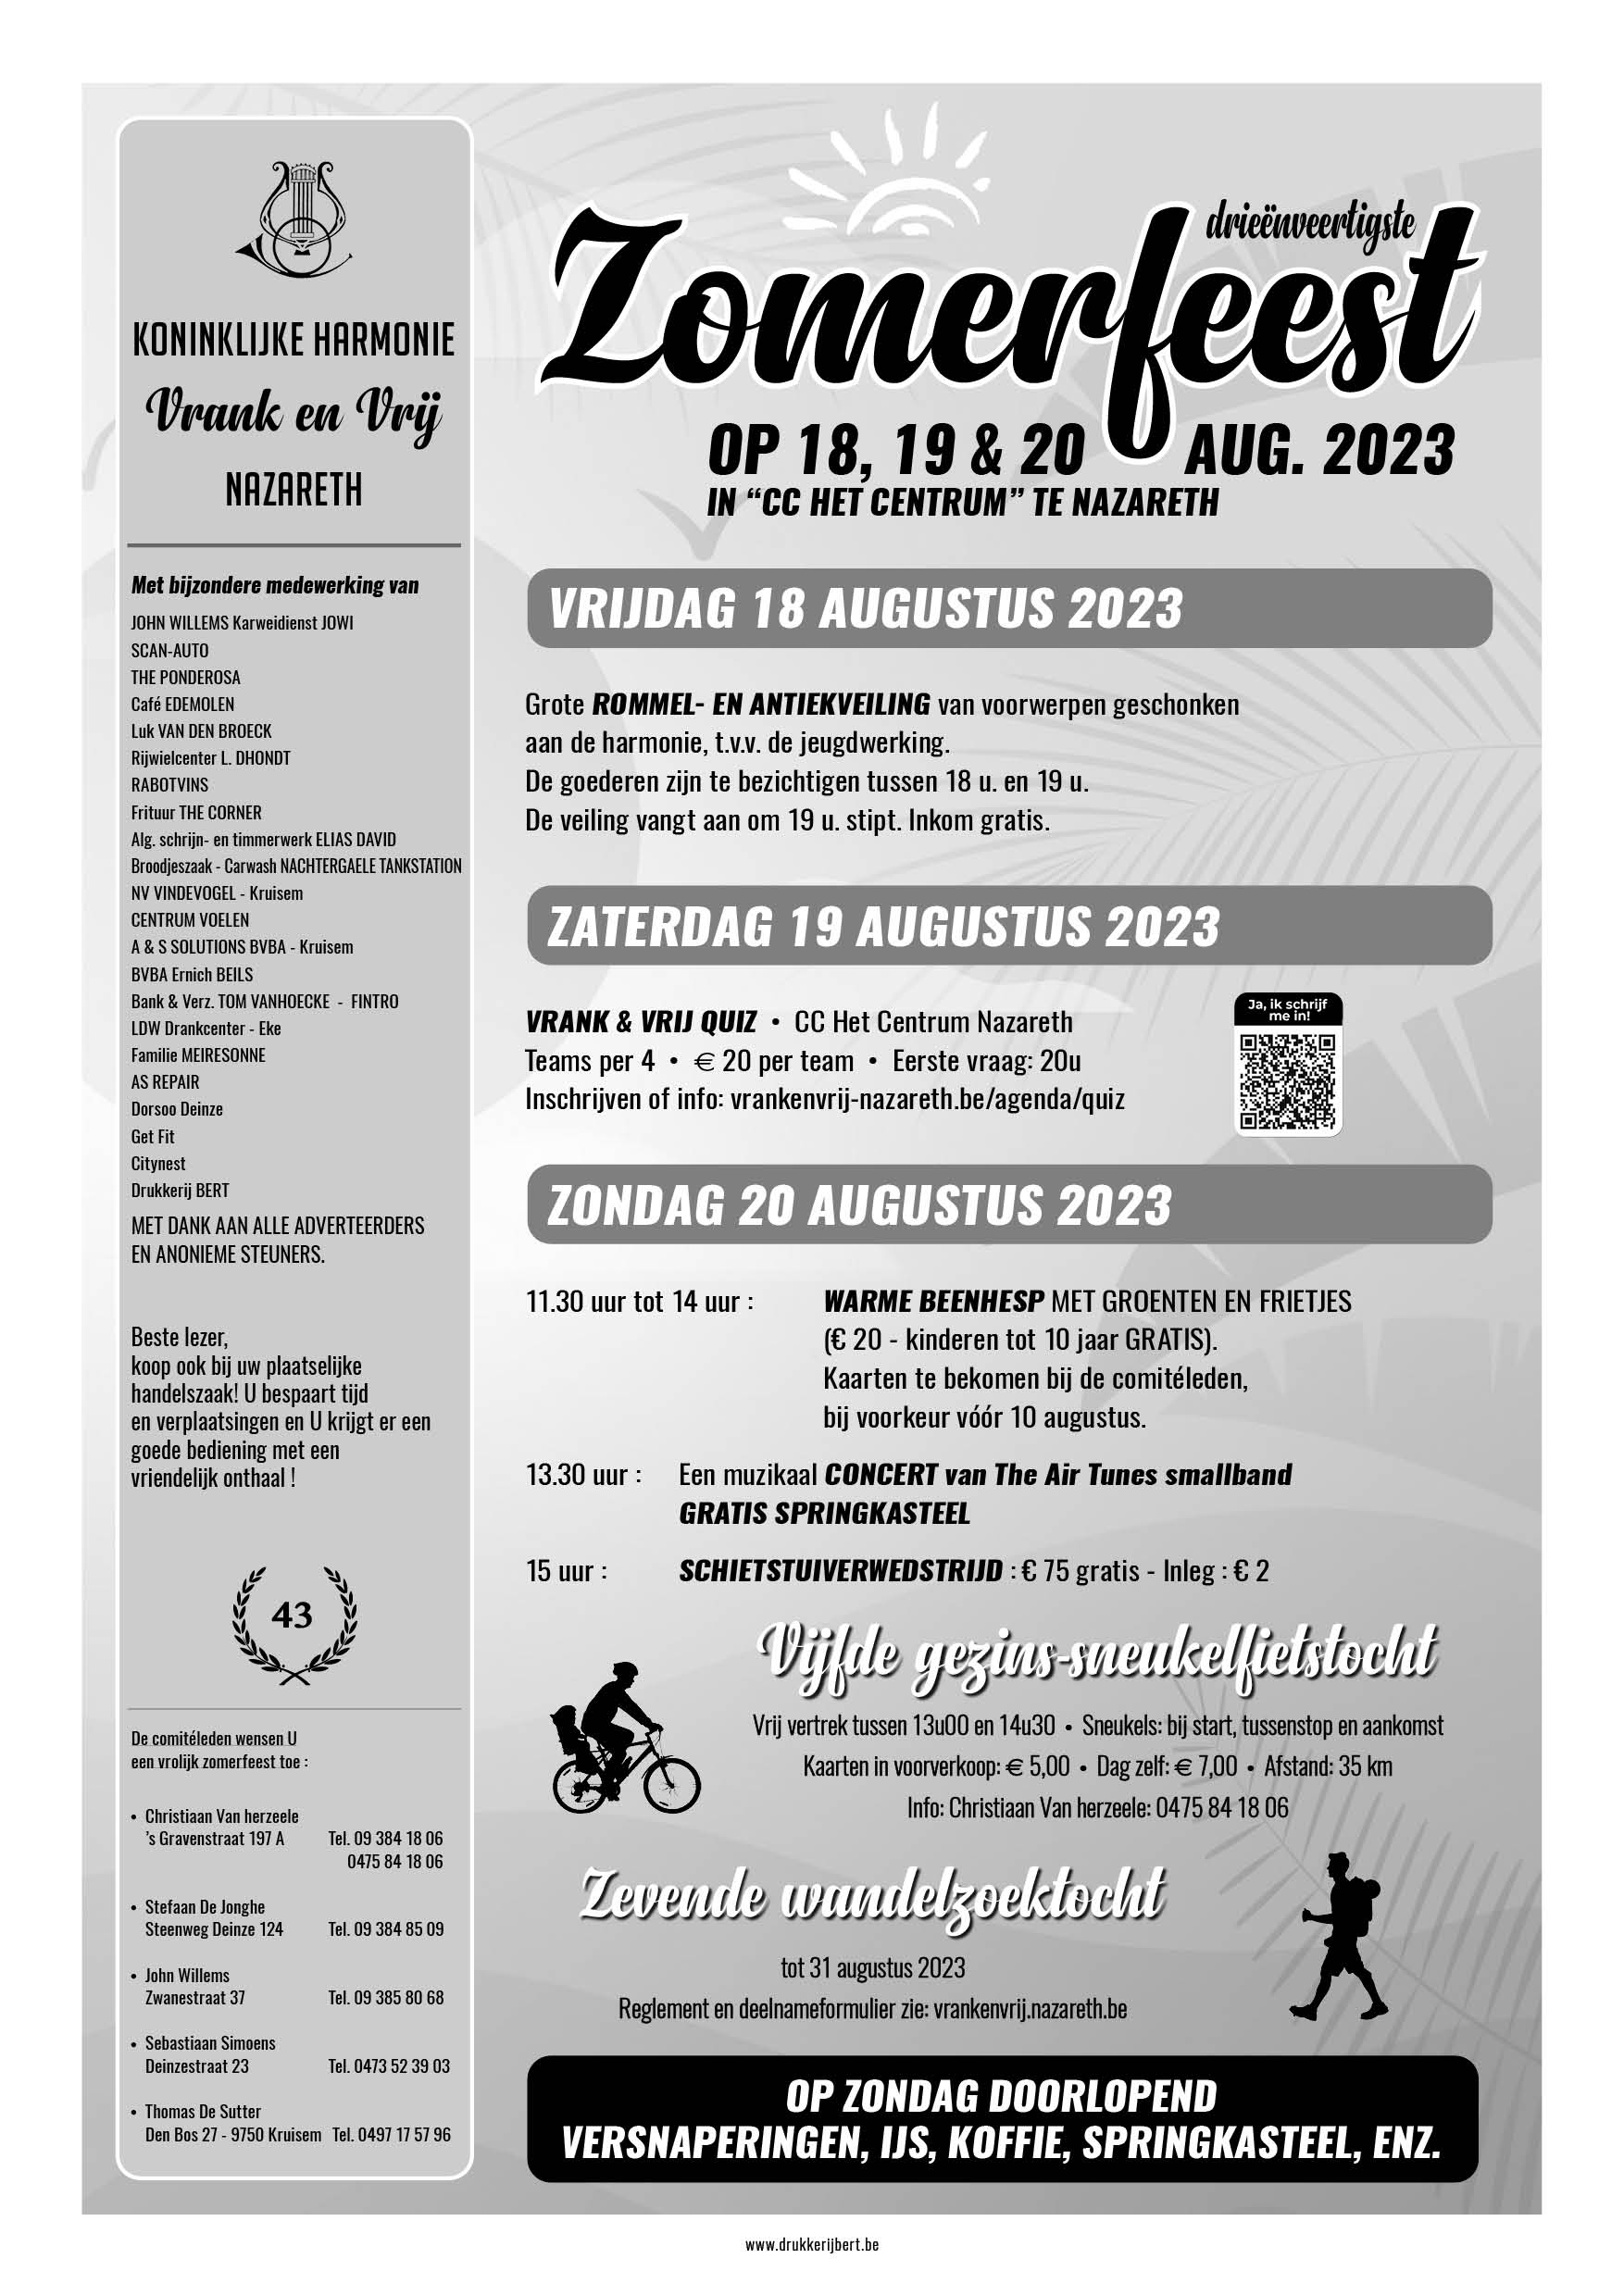 KONINKLIJKE HARMONIE
Vrank en Vrij
NAZARETH
Met bijzondere medewerking van
JOHN WILLEMS Karweidienst JOWI
SCAN-AUTO
THE PONDEROSA
Café EDEMOLEN
Luk VAN DEN BROECK
Rijwielcenter L. DHONDT
RABOTVINS
Frituur THE CORNER
Alg. schrijn- en timmerwerk ELIAS DAVID
Broodjeszaak - Carwash NACHTERGAELE TANKSTATION
NV VINDEVOGEL - Kruisem
CENTRUM VOELEN
A & S SOLUTIONS BVBA - Kruisem
BVBA Ernich BEILS
Bank & Verz. TOM VANHOECKE - FINTRO
LDW Drankcenter - Eke
Familie MEIRESONNE
AS REPAIR
Dorsoo Deinze
Get Fit
Citynest
Drukkerij BERT
MET DANK AAN ALLE ADVERTEERDERS
EN ANONIEME STEUNERS.
Beste lezer,
koop ook bij uw plaatselijke
handelszaak! U bespaart tijd
en verplaatsingen en U krijgt er een
goede bediening met een
vriendelijk onthaal !
43
De comitéleden wensen U
een vrolijk zomerfeest toe :
• Christiaan Van herzeele
's Gravenstraat 197 A Tel. 09 384 18 06
0475 84 18 06
• Stefaan De Jonghe
Steenweg Deinze 124 Tel. 09 384 85 09
• John Willems
Zwanestraat 37 Tel. 09 385 80 68
• Sebastiaan Simoens
Deinzestraat 23 Tel. 0473 52 39 03
• Thomas De Sutter
Den Bos 27 - 9750 Kruisem Tel. 0497 17 57 96
drieënveertigste
Zomerfeest
OP 18, 19 & 20 AUG. 2023
IN “CC HET CENTRUM” TE NAZARETH
VRIJDAG 18 AUGUSTUS 2023
Grote ROMMEL- EN ANTIEKVEILING van voorwerpen geschonken
aan de harmonie, t.v.v. de jeugdwerking.
De goederen zijn te bezichtigen tussen 18 u. en 19 u.
De veiling vangt aan om 19 u. stipt. Inkom gratis.
ZATERDAG 19 AUGUSTUS 2023
VRANK & VRIJ QUIZ • CC Het Centrum Nazareth
Teams per 4 • € 20 per team • Eerste vraag: 20u
Inschrijven of info: vrankenvrij-nazareth.be/agenda/quiz
Ja, ik schrijf
me in!
ZONDAG 20 AUGUSTUS 2023
11.30 uur tot 14 uur : WARME BEENHESP MET GROENTEN EN FRIETJES
(€ 20 - kinderen tot 10 jaar GRATIS).
Kaarten te bekomen bij de comitéleden,
bij voorkeur vóór 10 augustus.
13.30 uur : Een muzikaal CONCERT van The Air Tunes smallband
GRATIS SPRINGKASTEEL
15 uur : SCHIETSTUIVERWEDSTRIJD : € 75 gratis - Inleg : € 2
Vijfde gezins-sneukelfietstocht
Vrij vertrek tussen 13u00 en 14u30 • Sneukels: bij start, tussenstop en aankomst
Kaarten in voorverkoop: € 5,00 • Dag zelf: € 7,00 • Afstand: 35 km
Info: Christiaan Van herzeele: 0475 84 18 06
Zevende wandelzoektocht
tot 31 augustus 2023
Reglement en deelnameformulier zie: vrankenvrij.nazareth.be
OP ZONDAG DOORLOPEND
VERSNAPERINGEN, IJS, KOFFIE, SPRINGKASTEEL, ENZ.
www.drukkerijbert.be